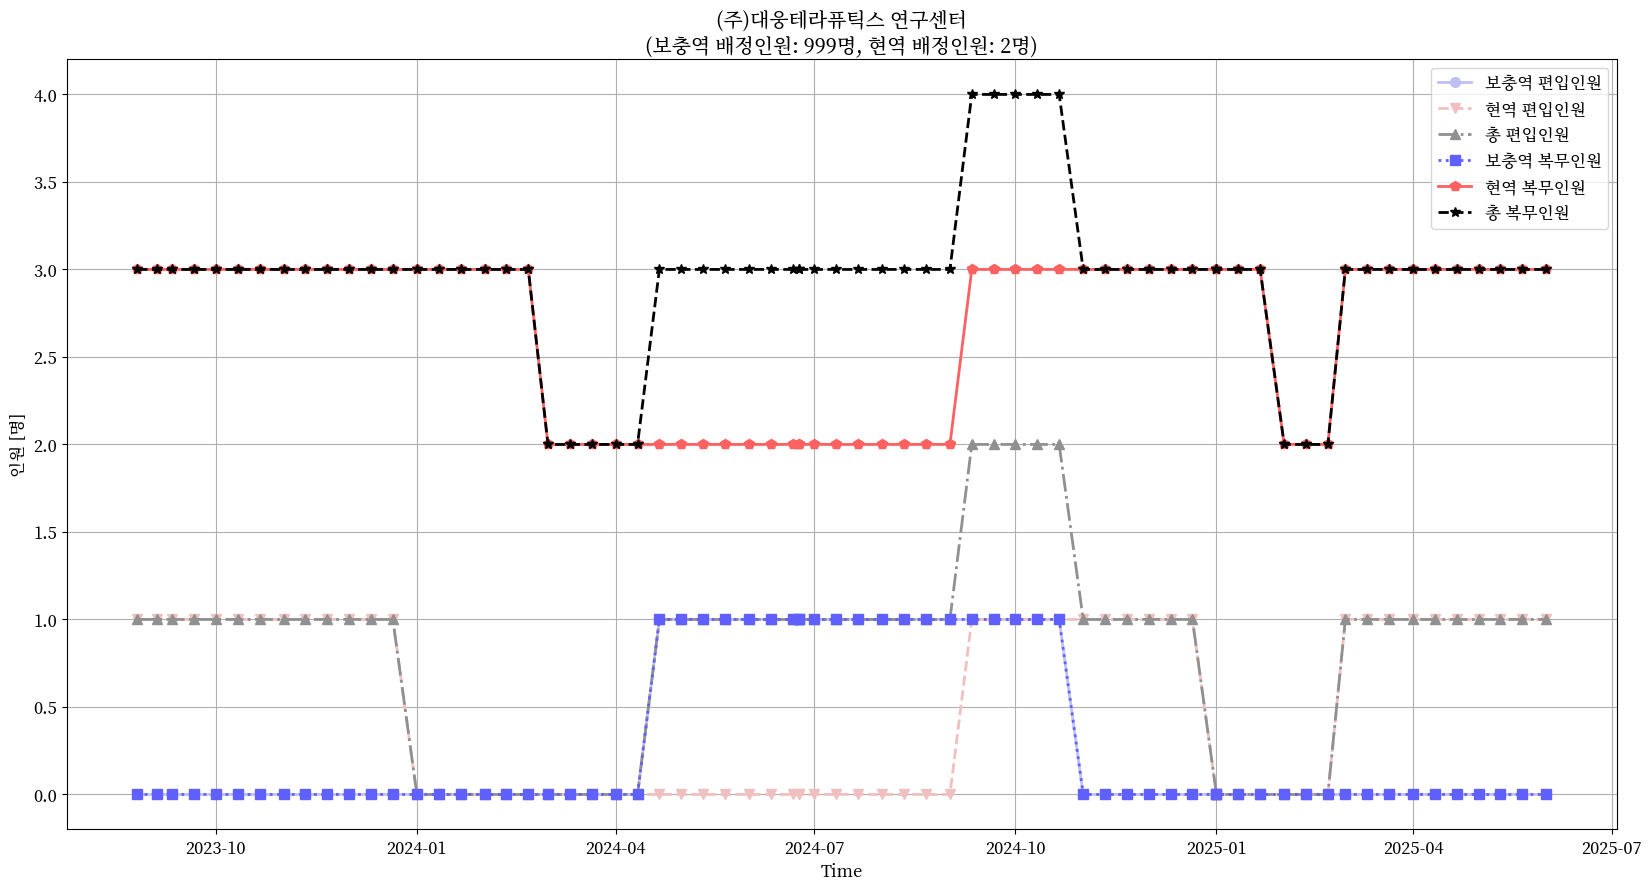 (주)대웅테라퓨틱스 연구센터
(보충역 배정인원: 999명, 현역 배정인원: 2명)
보충역 편입인원
현역 편입인원
총 편입인원
보충역 복무인원
현역 복무인원
총 복무인원
인원 [명]
4.0
3.5
3.0
2.5
2.0
1.5
1.0
0.5
0.0
2023-10 2024-01 2024-04 2024-07 2024-10 2025-01 2025-04 2025-07
Time